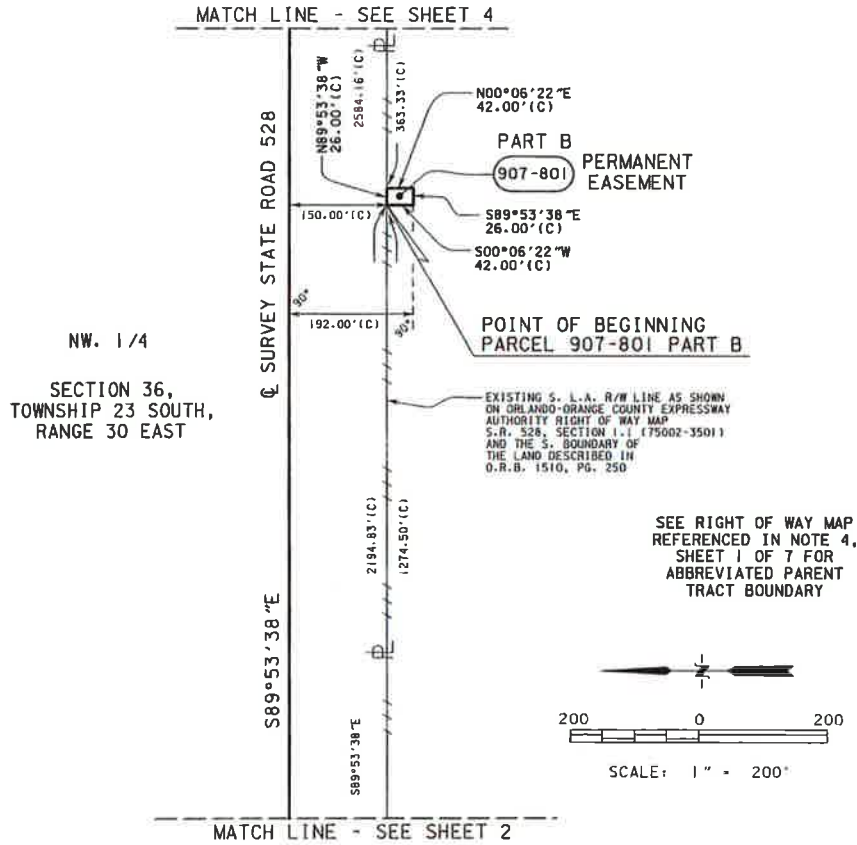 MATCH LINE - SEE SHEET 4
N89°53'38"W
26.00'(C)
2584.16'(C)
363.33'(C)
N00°06'22"E
42.00'(C)
PART B
907-801
PERMANENT
EASEMENT
S89°53'38"E
26.00'(C)
S00°06'22"W
42.00'(C)
150.00'(C)
℄ SURVEY STATE ROAD 528
90°
192.00'(C)
90°
POINT OF BEGINNING
PARCEL 907-801 PART B
NW. 1/4
SECTION 36,
TOWNSHIP 23 SOUTH,
RANGE 30 EAST
EXISTING S. L.A. R/W LINE AS SHOWN
ON ORLANDO-ORANGE COUNTY EXPRESSWAY
AUTHORITY RIGHT OF WAY MAP
S.R. 528, SECTION 1.1 (75002-3501)
AND THE S. BOUNDARY OF
THE LAND DESCRIBED IN
O.R.B. 1510, PG. 250
2194.83'(C)
1274.50'(C)
SEE RIGHT OF WAY MAP
REFERENCED IN NOTE 4,
SHEET 1 OF 7 FOR
ABBREVIATED PARENT
TRACT BOUNDARY
S89°53'38"E
S89°53'38"E
N
200 0 200
SCALE: 1" = 200'
MATCH LINE - SEE SHEET 2